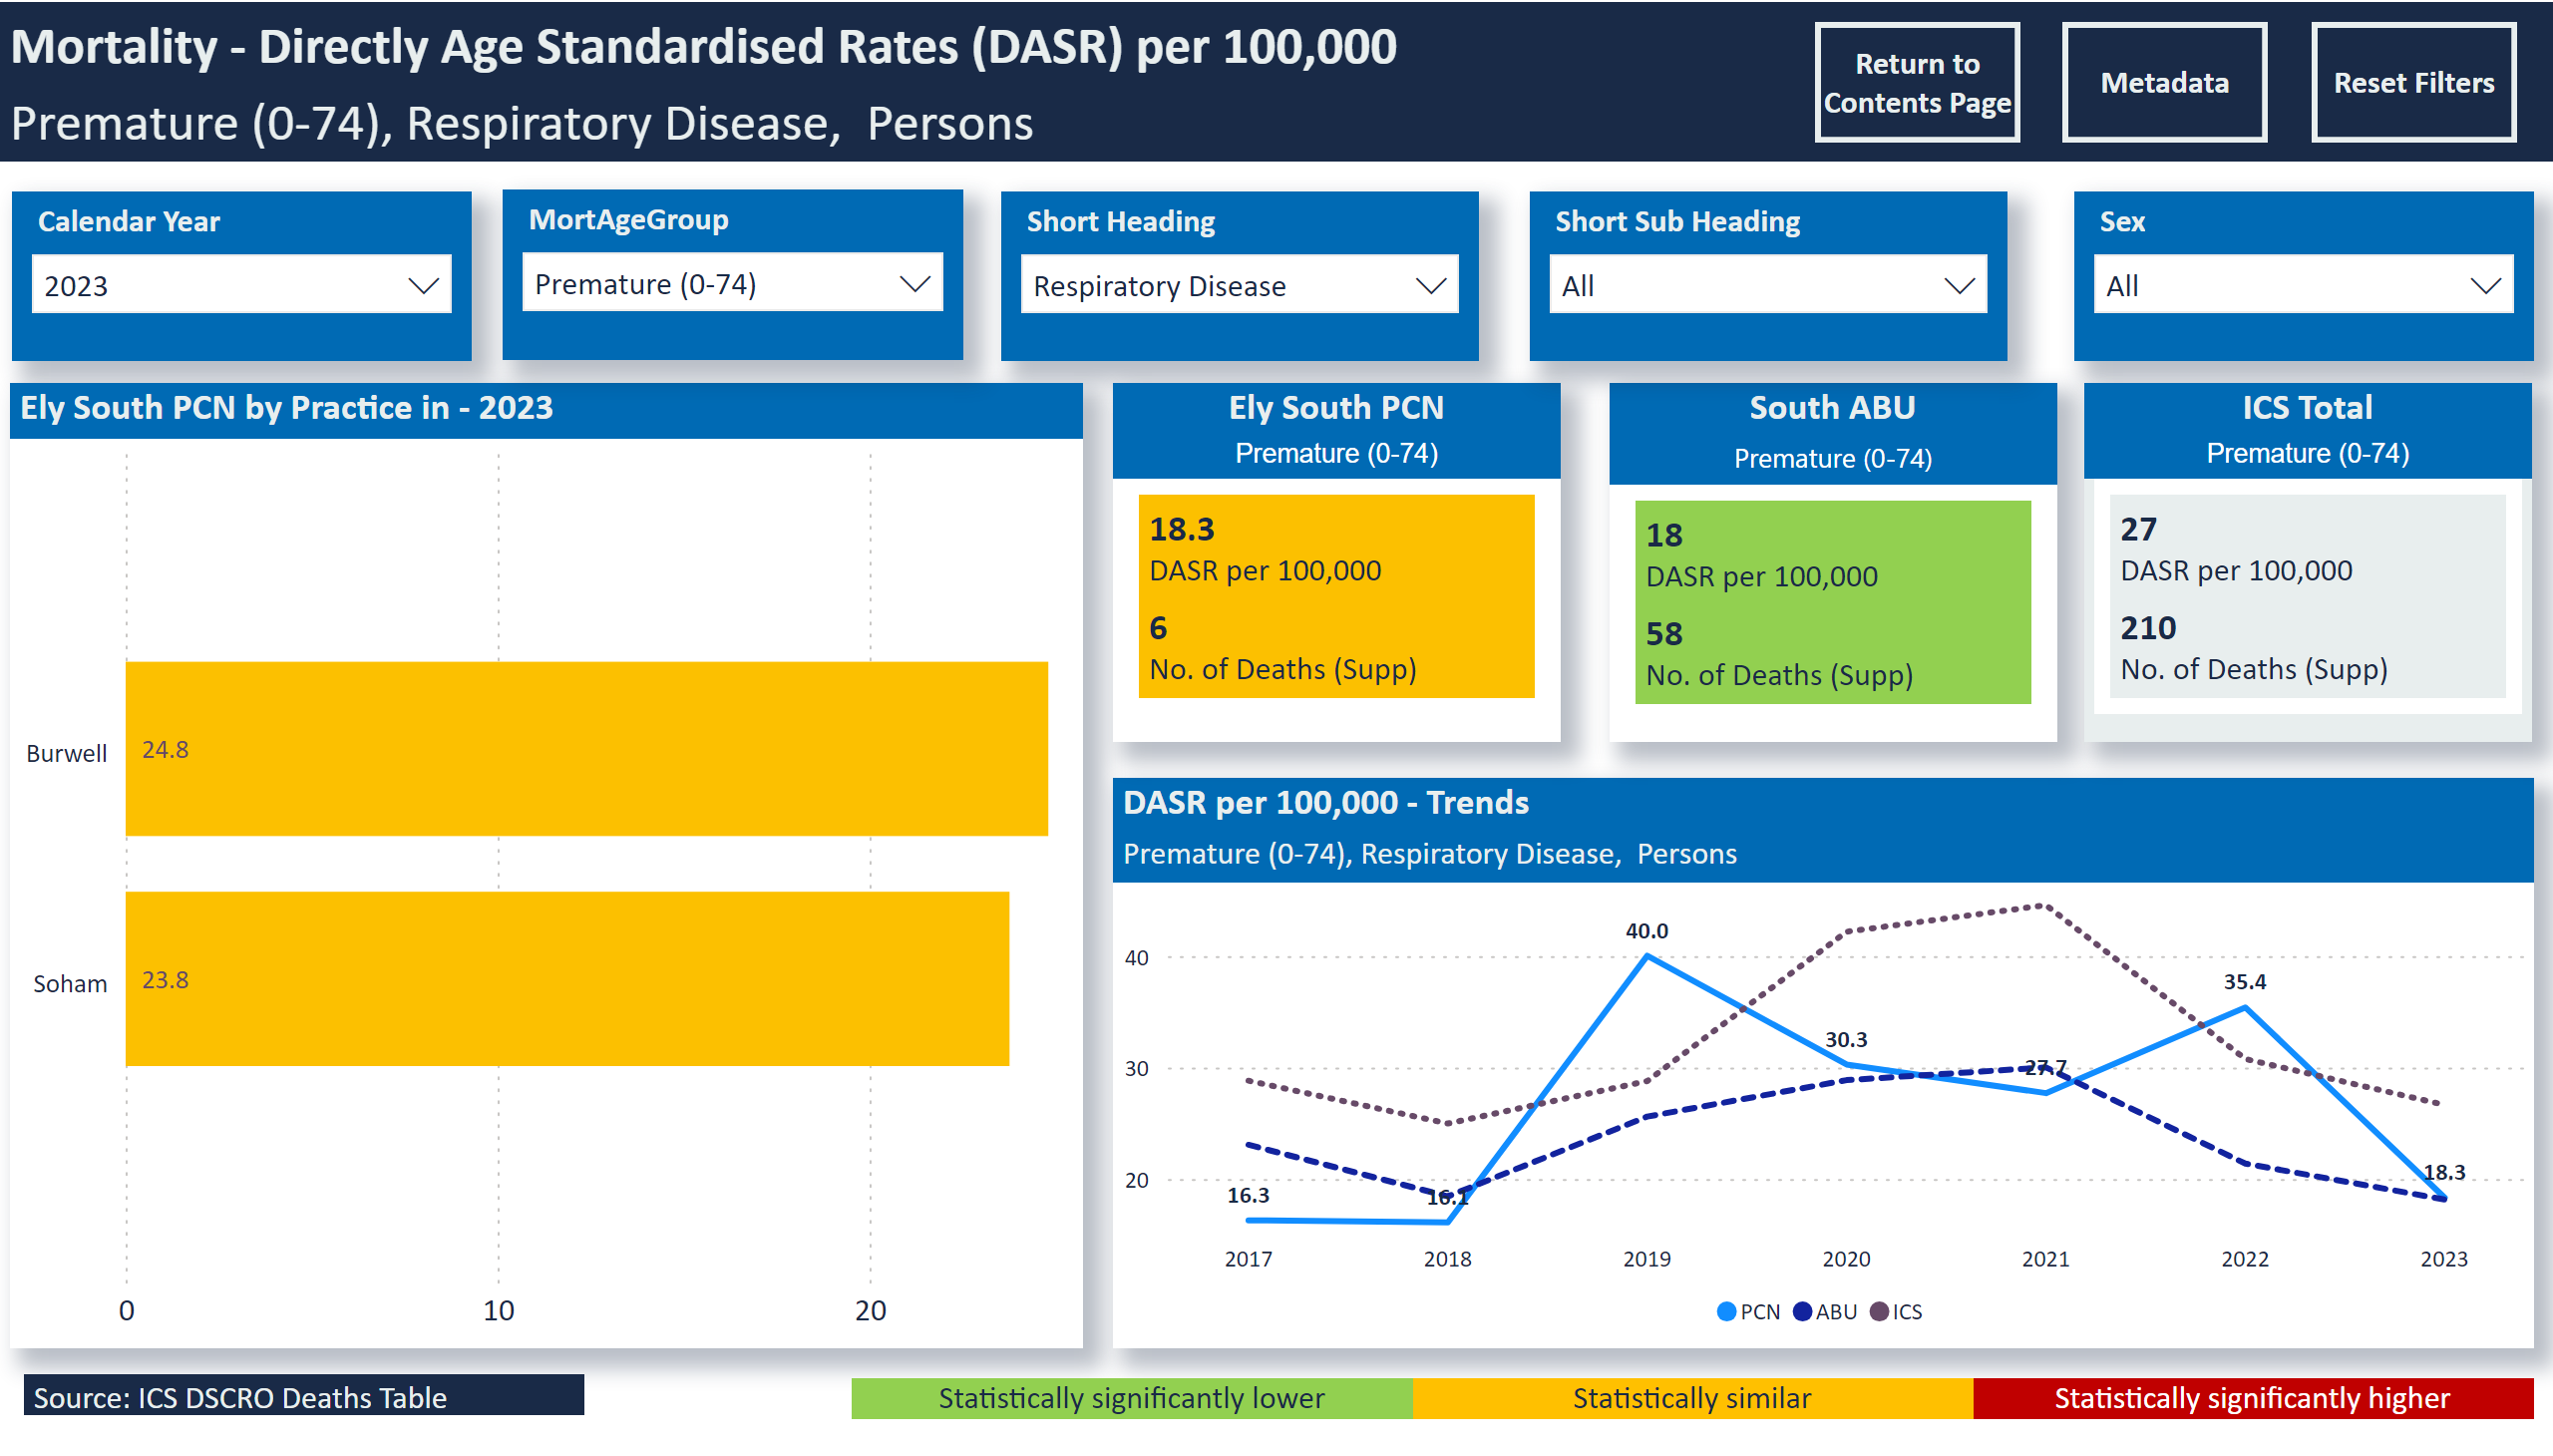 Mortality - Directly Age Standardised Rates (DASR) per 100,000
Premature (0-74), Respiratory Disease,  Persons
Return to
Contents Page
Metadata
Reset Filters
Calendar Year
2023
MortAgeGroup
Premature (0-74)
Short Heading
Respiratory Disease
Short Sub Heading
All
Sex
All
Ely South PCN by Practice in - 2023
Burwell
24.8
Soham
23.8
0
10
20
Ely South PCN
Premature (0-74)
18.3
DASR per 100,000
6
No. of Deaths (Supp)
South ABU
Premature (0-74)
18
DASR per 100,000
58
No. of Deaths (Supp)
ICS Total
Premature (0-74)
27
DASR per 100,000
210
No. of Deaths (Supp)
DASR per 100,000 - Trends
Premature (0-74), Respiratory Disease,  Persons
40
30
20
16.3
16.1
40.0
30.3
27.7
35.4
18.3
2017
2018
2019
2020
2021
2022
2023
PCN
ABU
ICS
Source: ICS DSCRO Deaths Table
Statistically significantly lower
Statistically similar
Statistically significantly higher